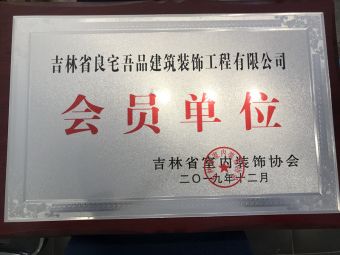 吉林省良宅吾品建筑装饰工程有限公司
会员单位
吉林省室内装饰协会
二〇一九年十二月